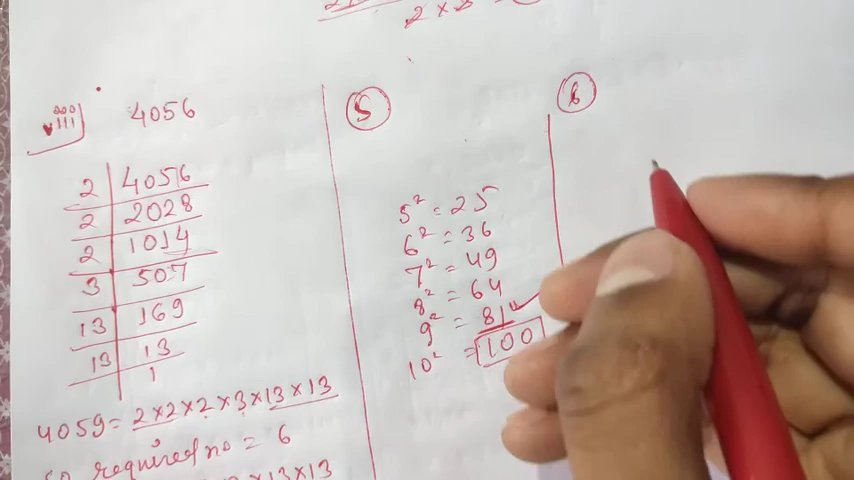 2 × 2
viii) 4056
2 | 4056
2 | 2028
2 | 1014
3 | 507
13 | 169
13 | 13
1
4059 = 2×2×2×3×13×13
so required no = 6
×13×13
5
5² = 25
6² = 36
7² = 49
8² = 64
9² = 81
10² = 100
6